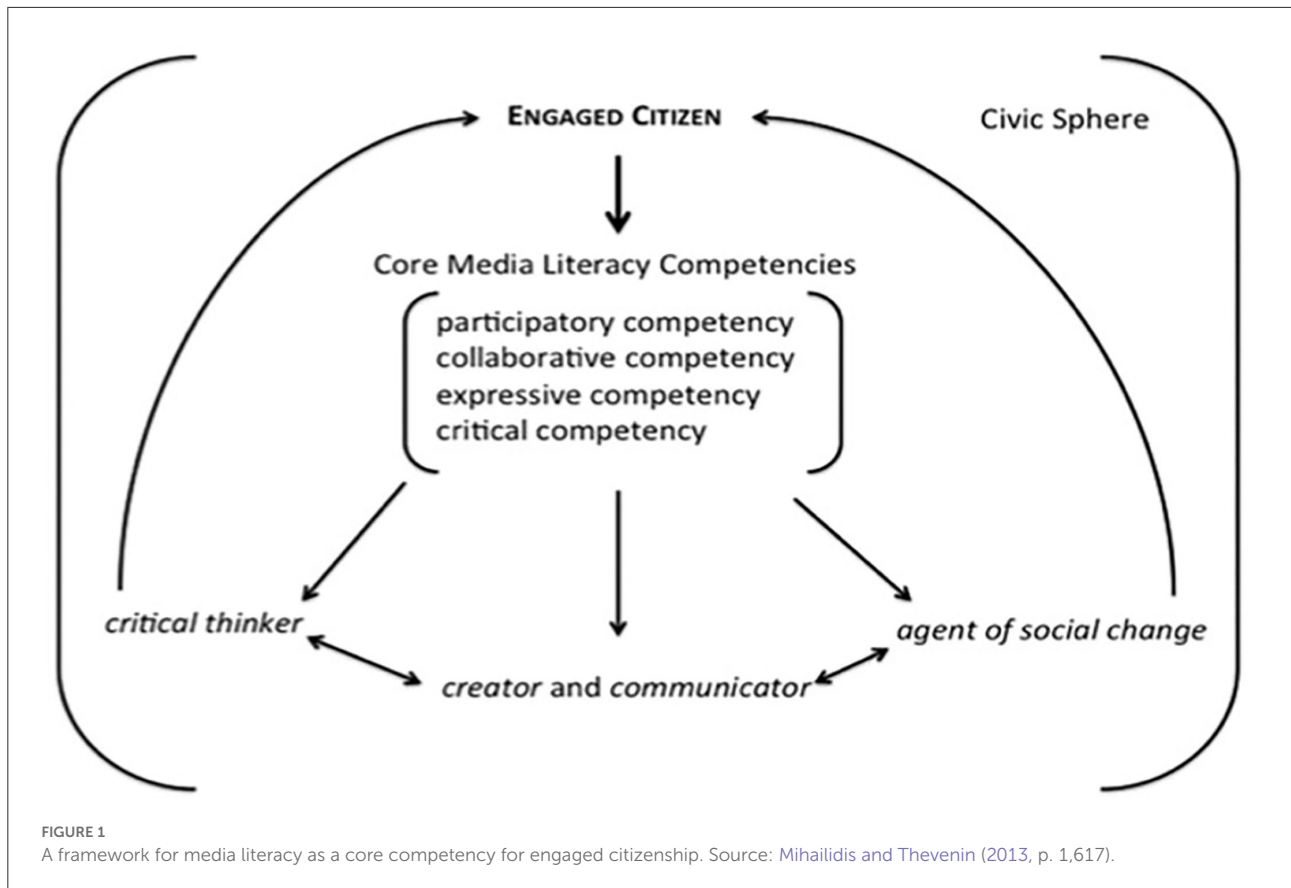 ENGAGED CITIZEN
Civic Sphere
Core Media Literacy Competencies
participatory competency
collaborative competency
expressive competency
critical competency
critical thinker
agent of social change
creator and communicator
FIGURE 1
A framework for media literacy as a core competency for engaged citizenship. Source: Mihailidis and Thevenin (2013, p. 1,617).